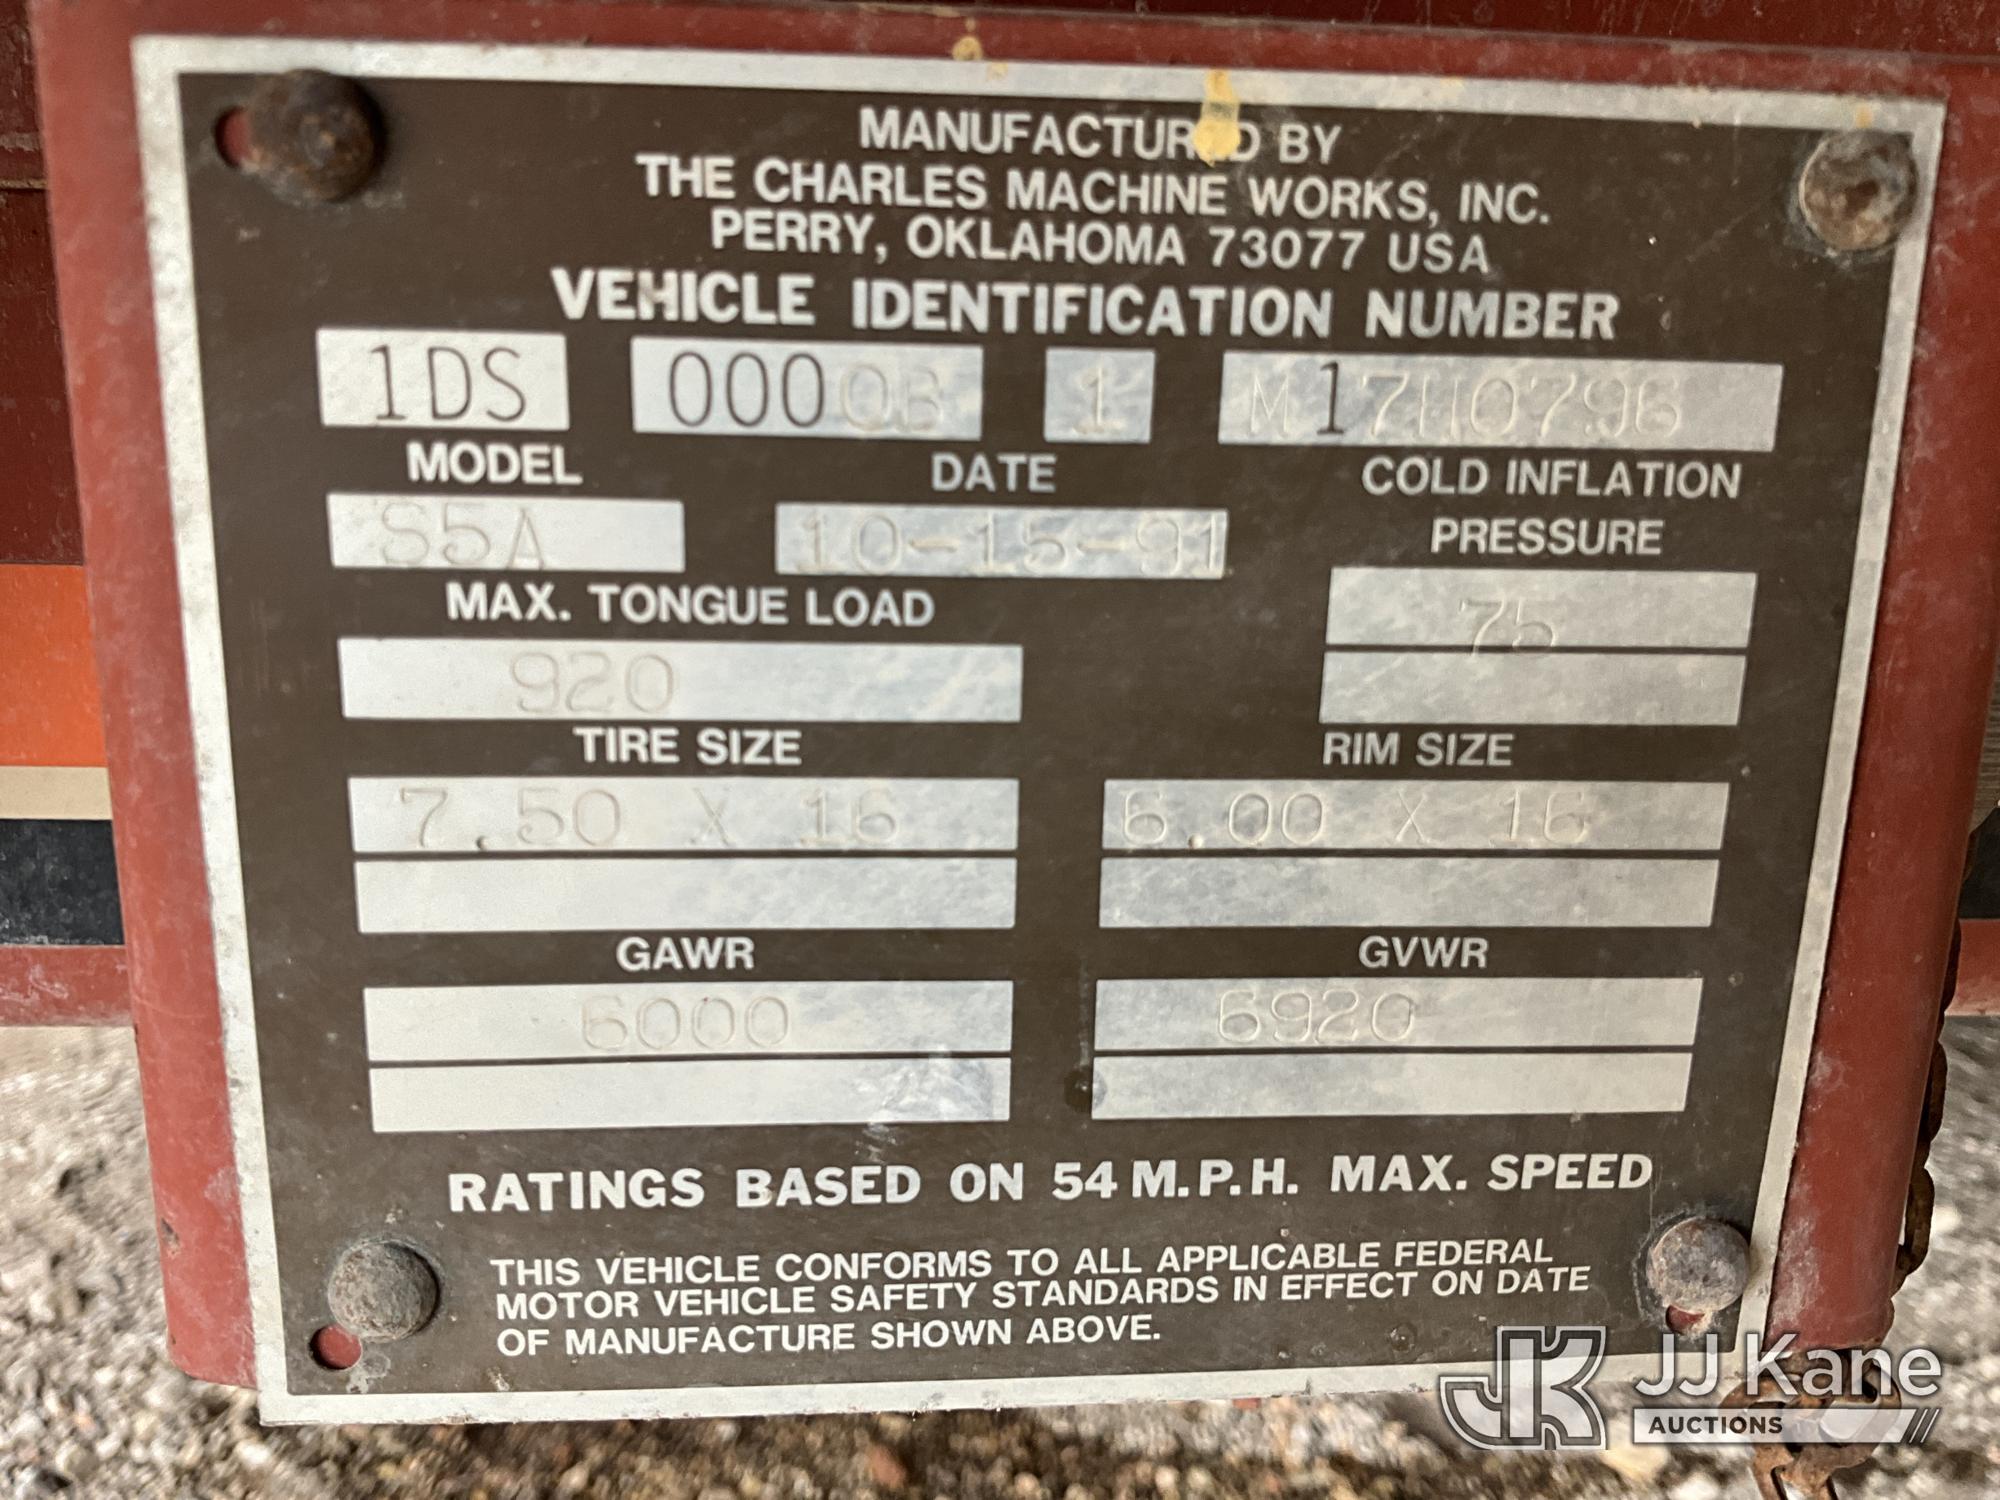 MANUFACTURED BY
THE CHARLES MACHINE WORKS, INC.
PERRY, OKLAHOMA 73077 USA
VEHICLE IDENTIFICATION NUMBER
1DS 0000B 1 M17H0796
MODEL DATE COLD INFLATION
S5A 10-15-91 PRESSURE
MAX. TONGUE LOAD 75
920
TIRE SIZE RIM SIZE
7.50 X 16 6.00 X 16
GAWR GVWR
6000 6920
RATINGS BASED ON 54 M.P.H. MAX. SPEED
THIS VEHICLE CONFORMS TO ALL APPLICABLE FEDERAL
MOTOR VEHICLE SAFETY STANDARDS IN EFFECT ON DATE
OF MANUFACTURE SHOWN ABOVE.
JK JJ Kane
AUCTIONS